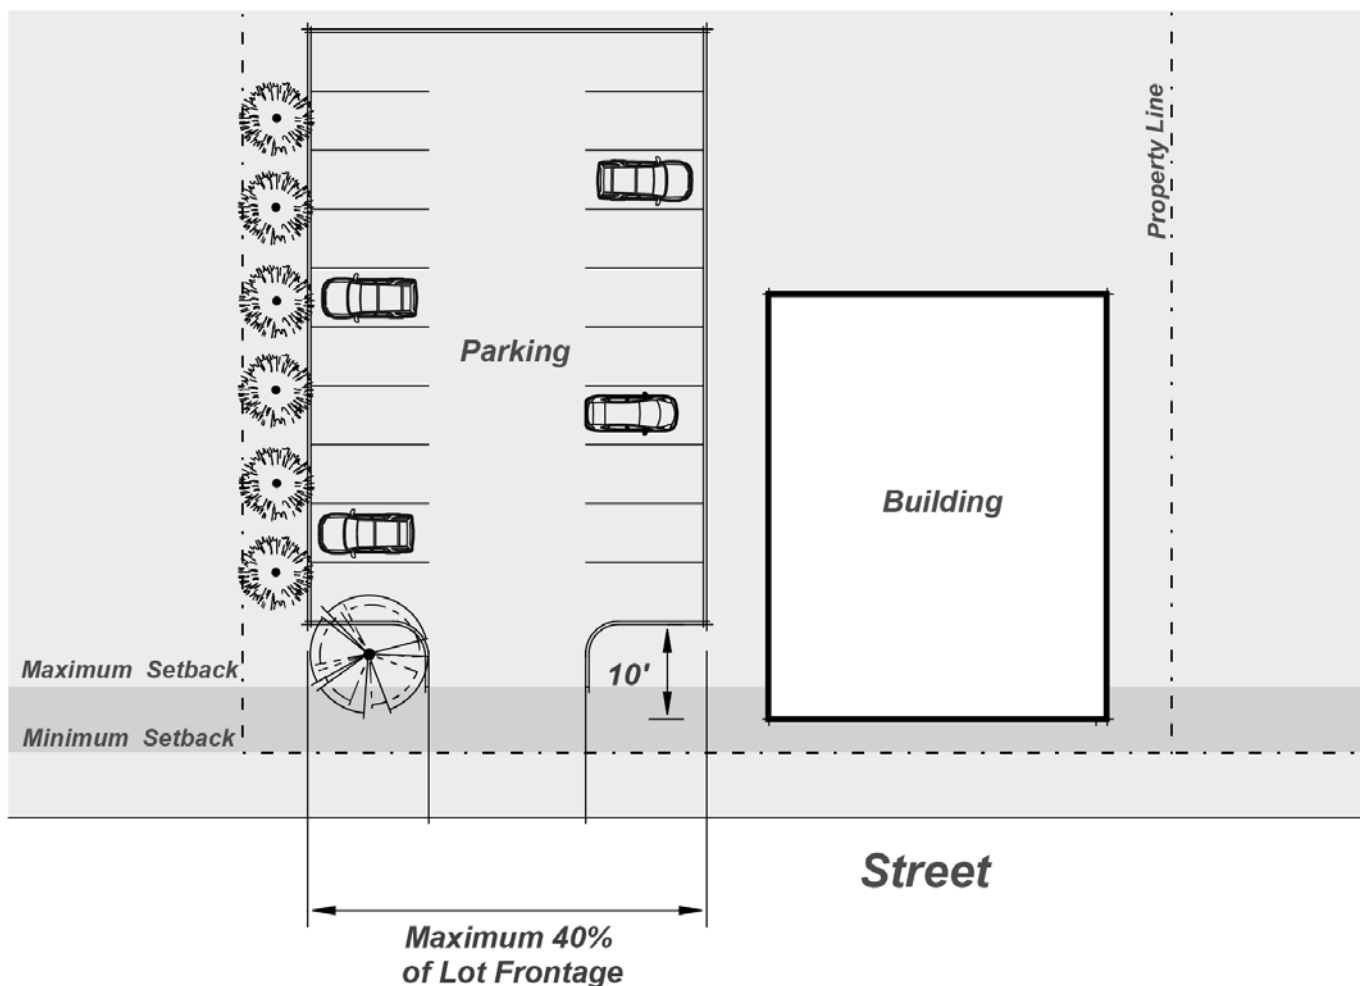 Property Line
Parking
Building
Maximum Setback
10'
Minimum Setback
Street
Maximum 40%
of Lot Frontage